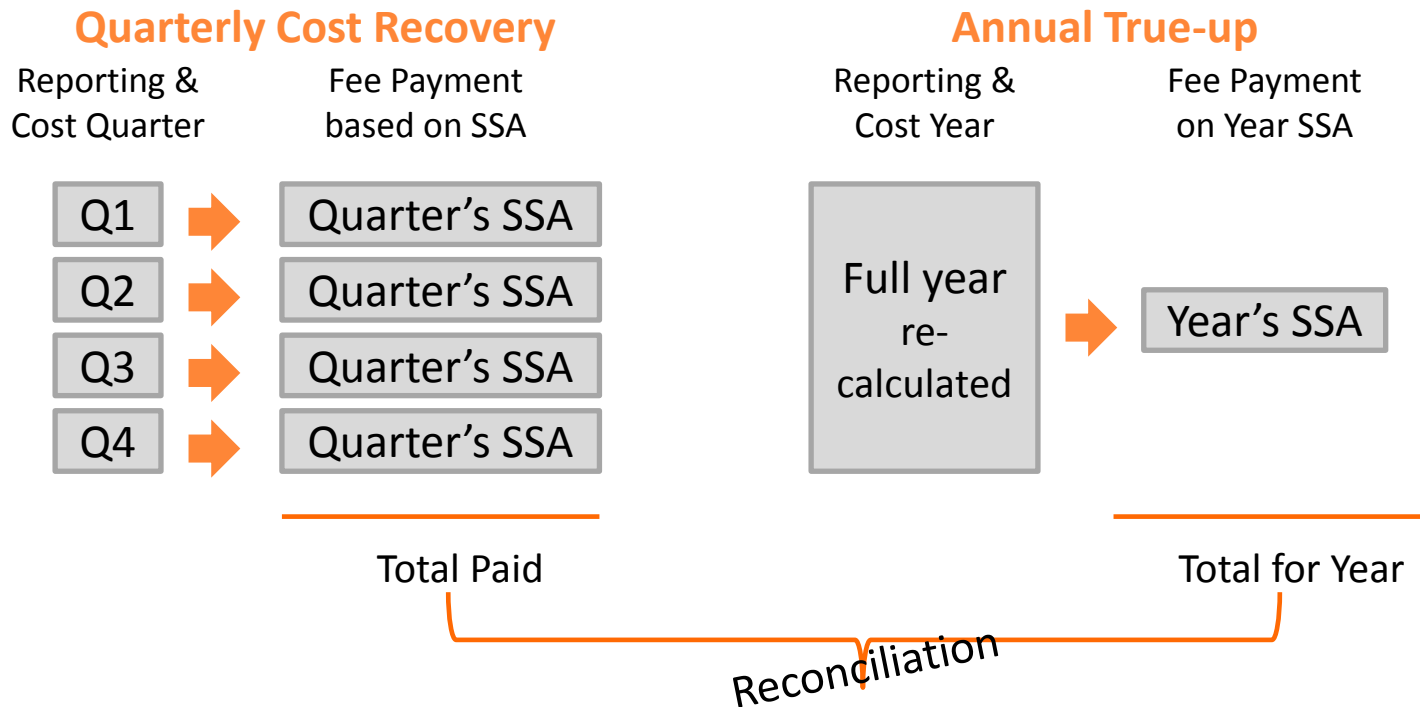 Quarterly Cost Recovery
Reporting &
Cost Quarter
Fee Payment
based on SSA
Q1
Quarter’s SSA
Q2
Quarter’s SSA
Q3
Quarter’s SSA
Q4
Quarter’s SSA
Total Paid
Annual True-up
Reporting &
Cost Year
Fee Payment
on Year SSA
Full year
re-
calculated
Year’s SSA
Total for Year
Reconciliation